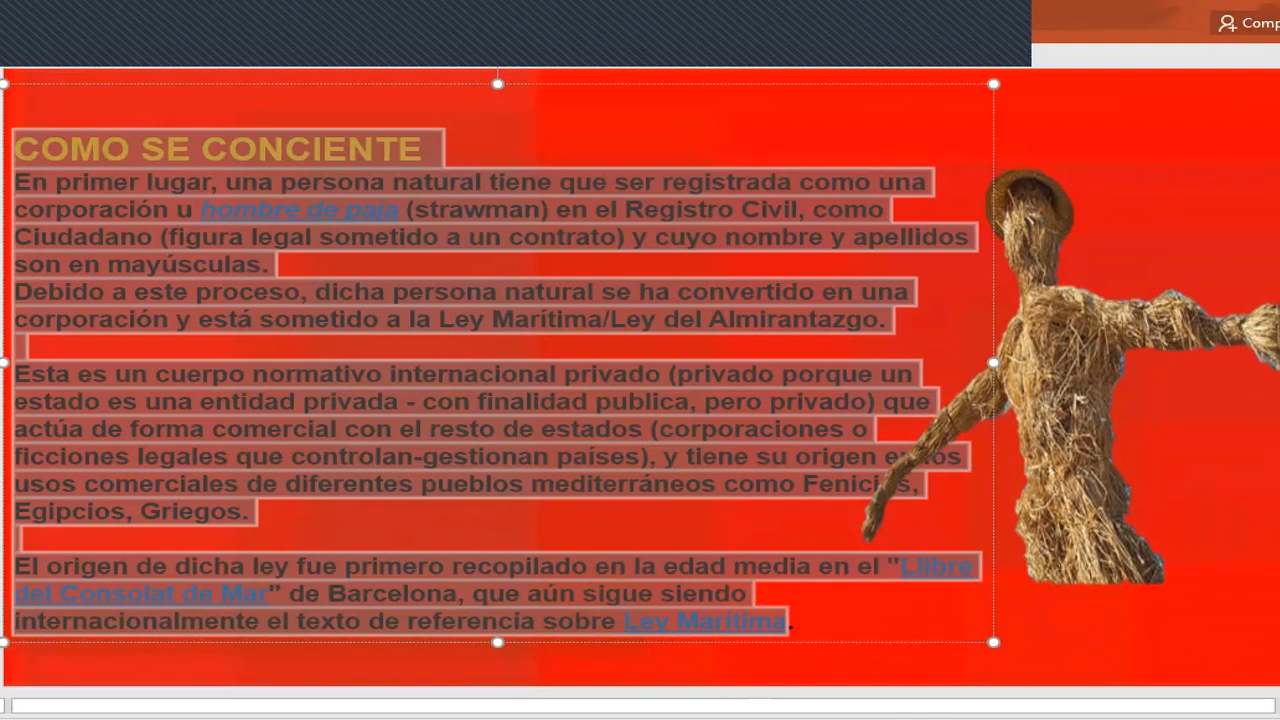 Comp
COMO SE CONCIENTE
En primer lugar, una persona natural tiene que ser registrada como una
corporación u hombre de paja (strawman) en el Registro Civil, como
Ciudadano (figura legal sometido a un contrato) y cuyo nombre y apellidos
son en mayúsculas.
Debido a este proceso, dicha persona natural se ha convertido en una
corporación y está sometido a la Ley Marítima/Ley del Almirantazgo.
Esta es un cuerpo normativo internacional privado (privado porque un
estado es una entidad privada - con finalidad publica, pero privado) que
actúa de forma comercial con el resto de estados (corporaciones o
ficciones legales que controlan-gestionan países), y tiene su origen en los
usos comerciales de diferentes pueblos mediterráneos como Fenicios,
Egipcios, Griegos.
El origen de dicha ley fue primero recopilado en la edad media en el "Llibre
del Consolat de Mar" de Barcelona, que aún sigue siendo
internacionalmente el texto de referencia sobre Ley Marítima.